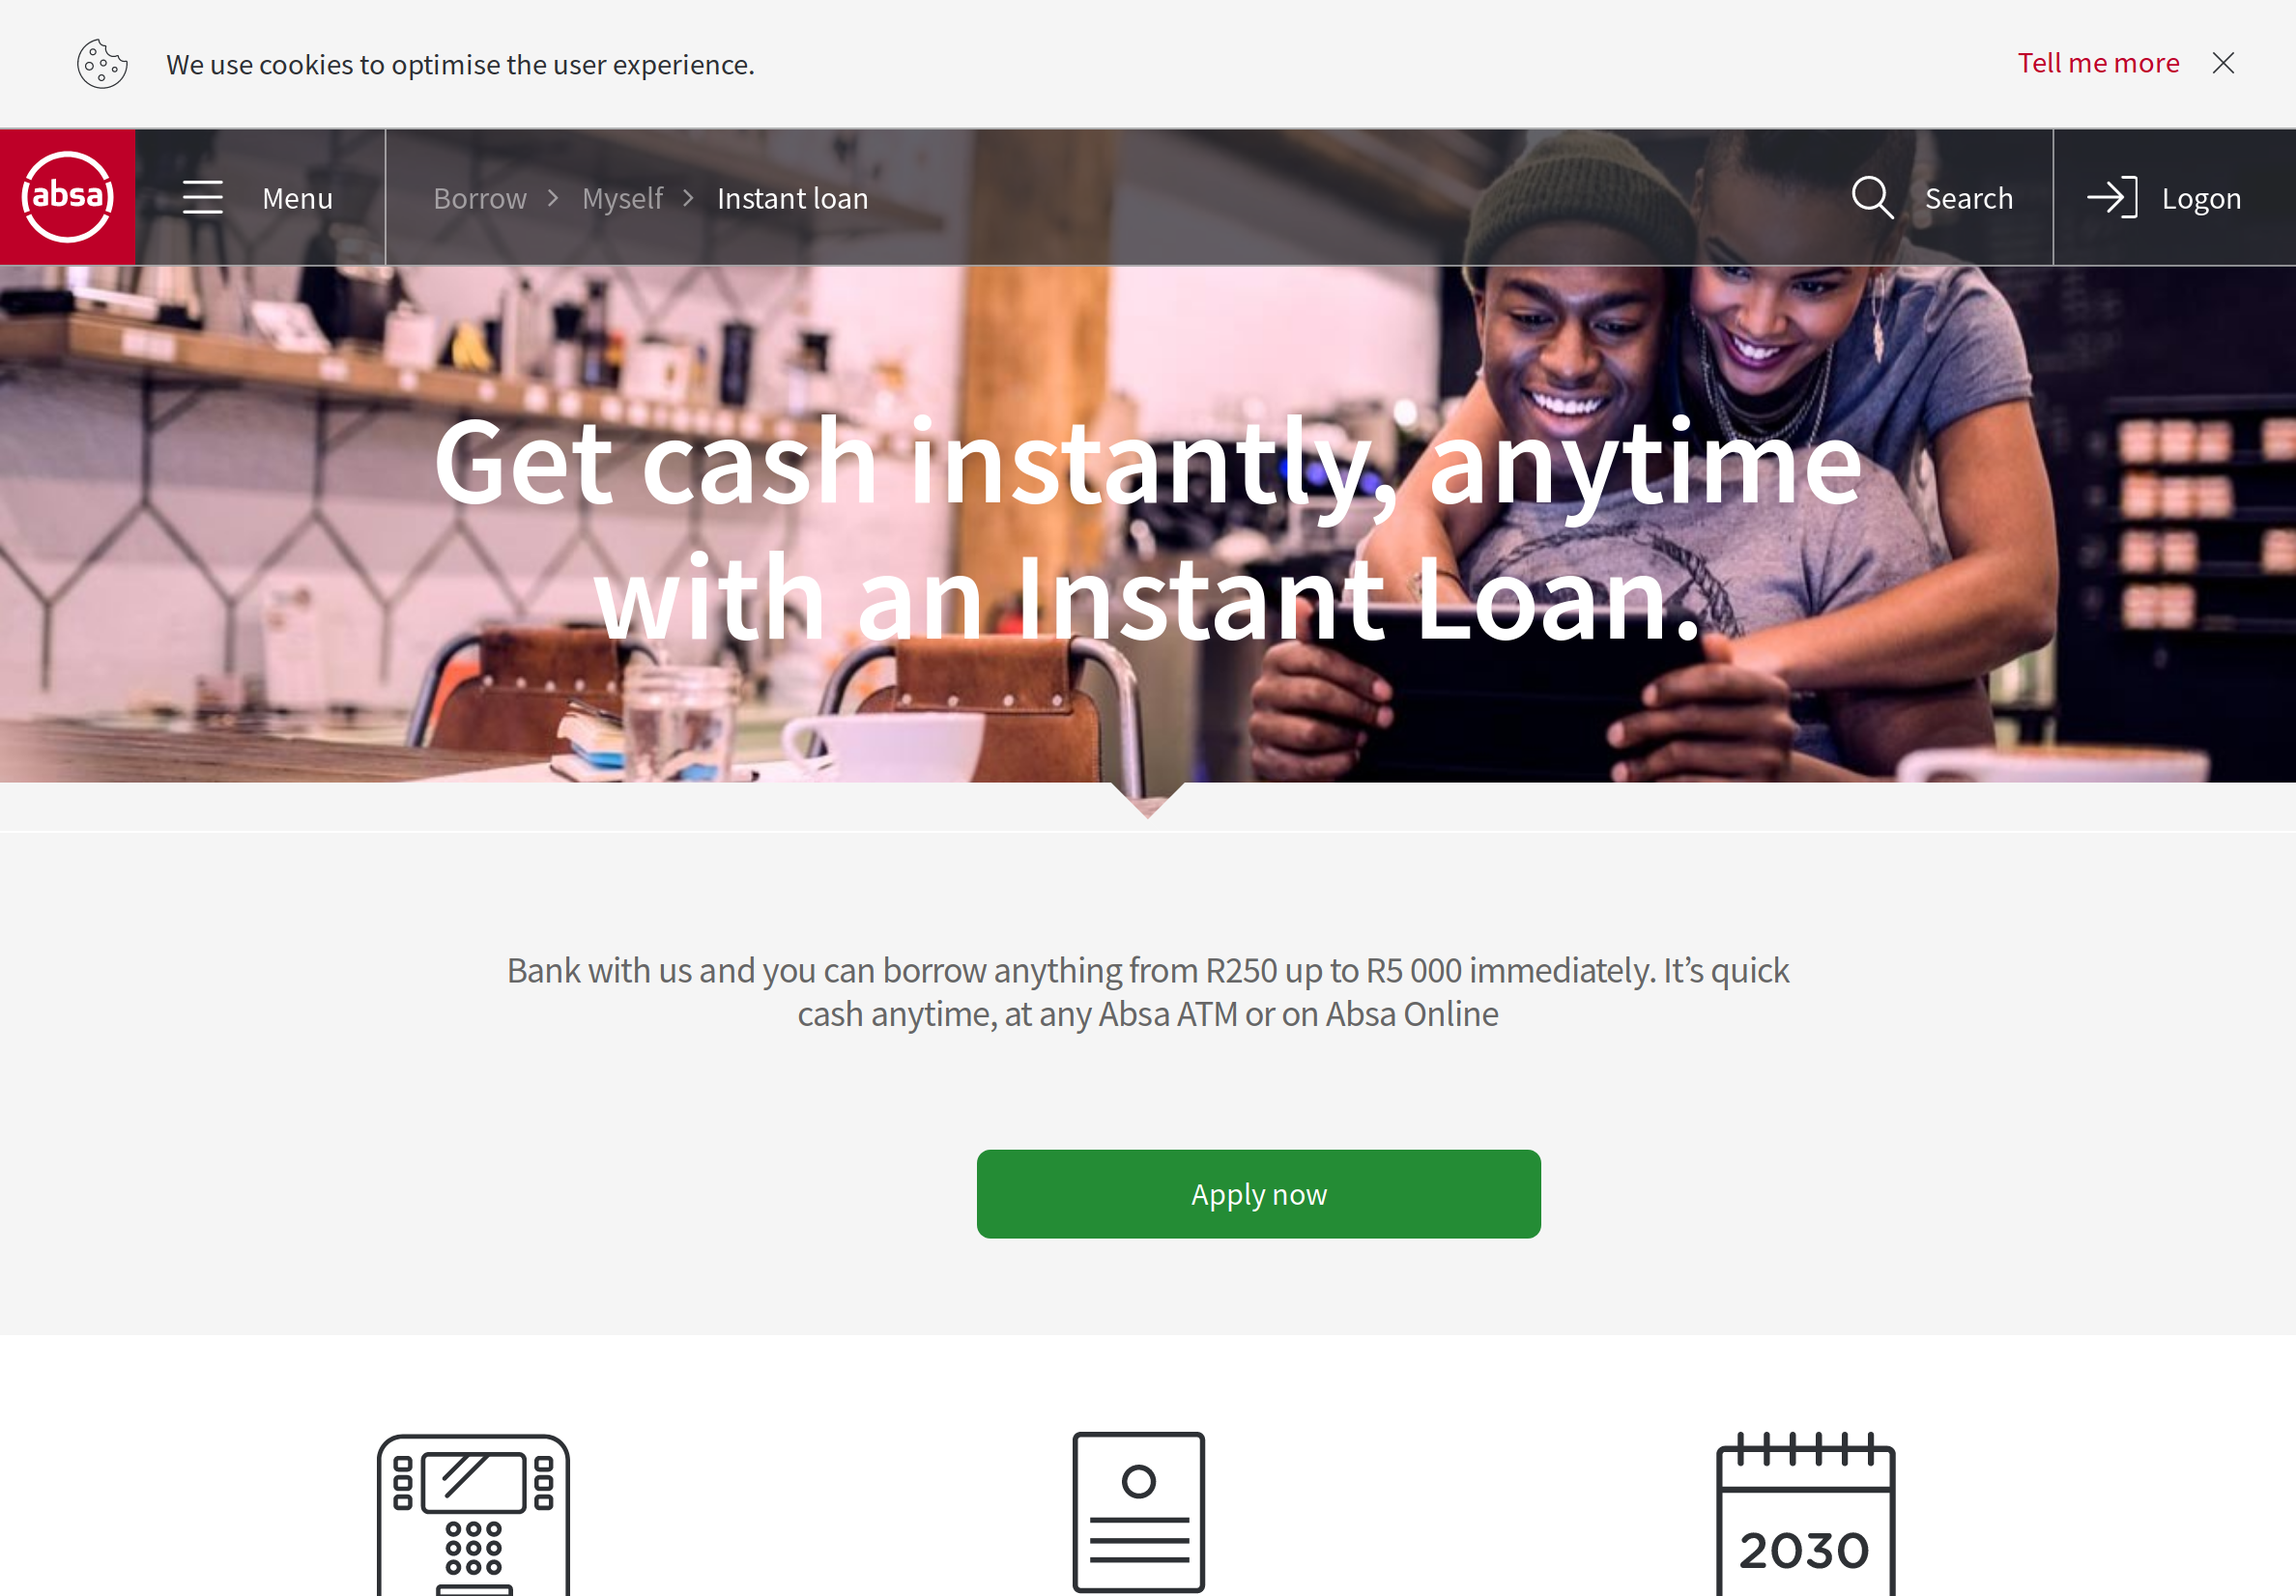 We use cookies to optimise the user experience.
Tell me more
absa
Menu
Borrow > Myself > Instant loan
Search
Logon
Get cash instantly, anytime
with an Instant Loan.
Bank with us and you can borrow anything from R250 up to R5 000 immediately. It’s quick
cash anytime, at any Absa ATM or on Absa Online
Apply now
2030